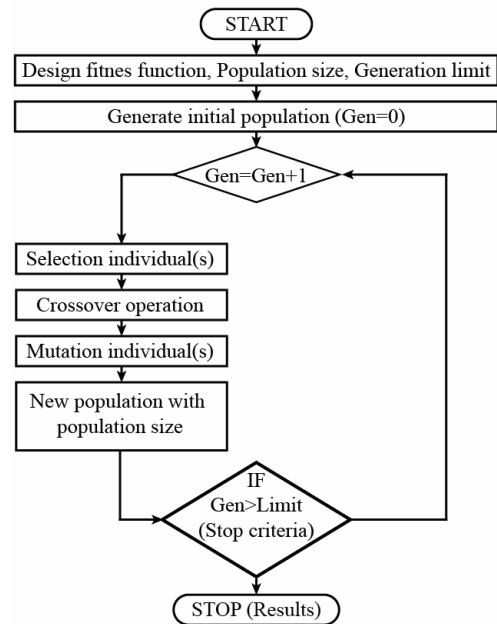 START
Design fitnes function, Population size, Generation limit
Generate initial population (Gen=0)
Gen=Gen+1
Selection individual(s)
Crossover operation
Mutation individual(s)
New population with
population size
IF
Gen>Limit
(Stop criteria)
STOP (Results)